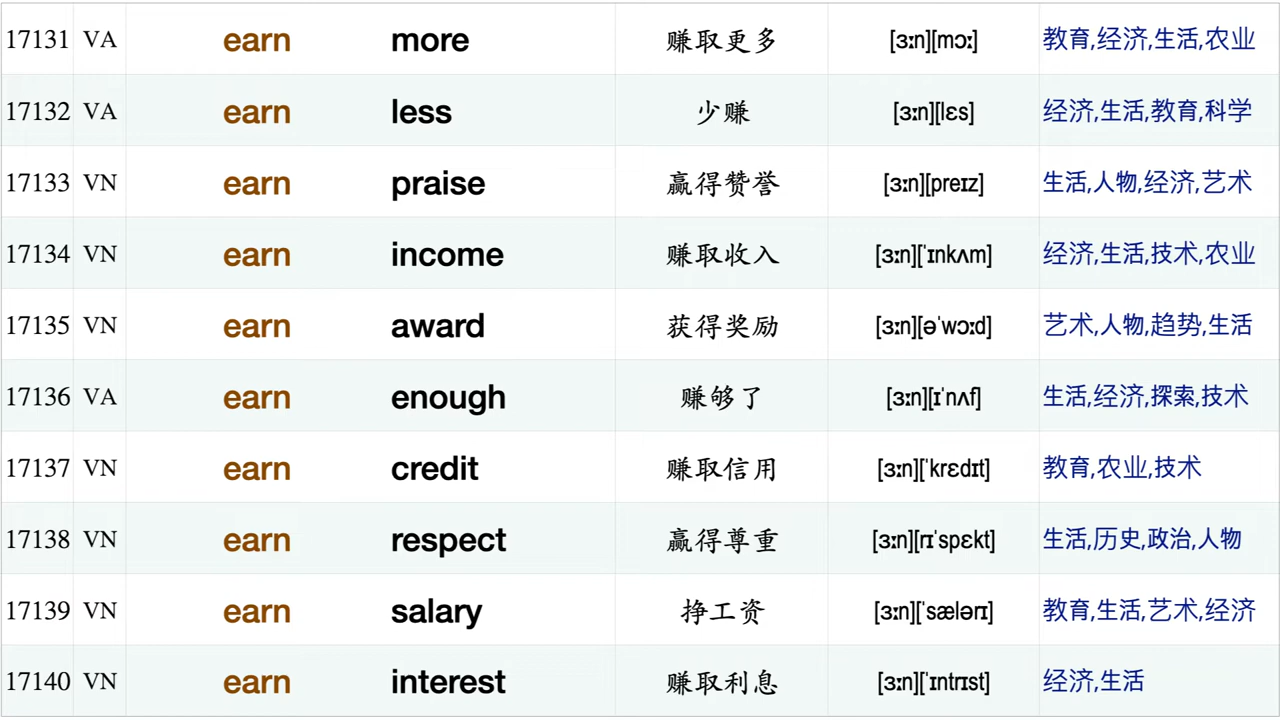 17131 VA earn more 赚取更多 [ɜːn][mɔː] 教育,经济,生活,农业
17132 VA earn less 少赚 [ɜːn][lɛs] 经济,生活,教育,科学
17133 VN earn praise 赢得赞誉 [ɜːn][preɪz] 生活,人物,经济,艺术
17134 VN earn income 赚取收入 [ɜːn][ˈɪnkʌm] 经济,生活,技术,农业
17135 VN earn award 获得奖励 [ɜːn][əˈwɔːd] 艺术,人物,趋势,生活
17136 VA earn enough 赚够了 [ɜːn][ɪˈnʌf] 生活,经济,探索,技术
17137 VN earn credit 赚取信用 [ɜːn][ˈkrɛdɪt] 教育,农业,技术
17138 VN earn respect 赢得尊重 [ɜːn][rɪˈspɛkt] 生活,历史,政治,人物
17139 VN earn salary 挣工资 [ɜːn][ˈsælərɪ] 教育,生活,艺术,经济
17140 VN earn interest 赚取利息 [ɜːn][ˈɪntrɪst] 经济,生活